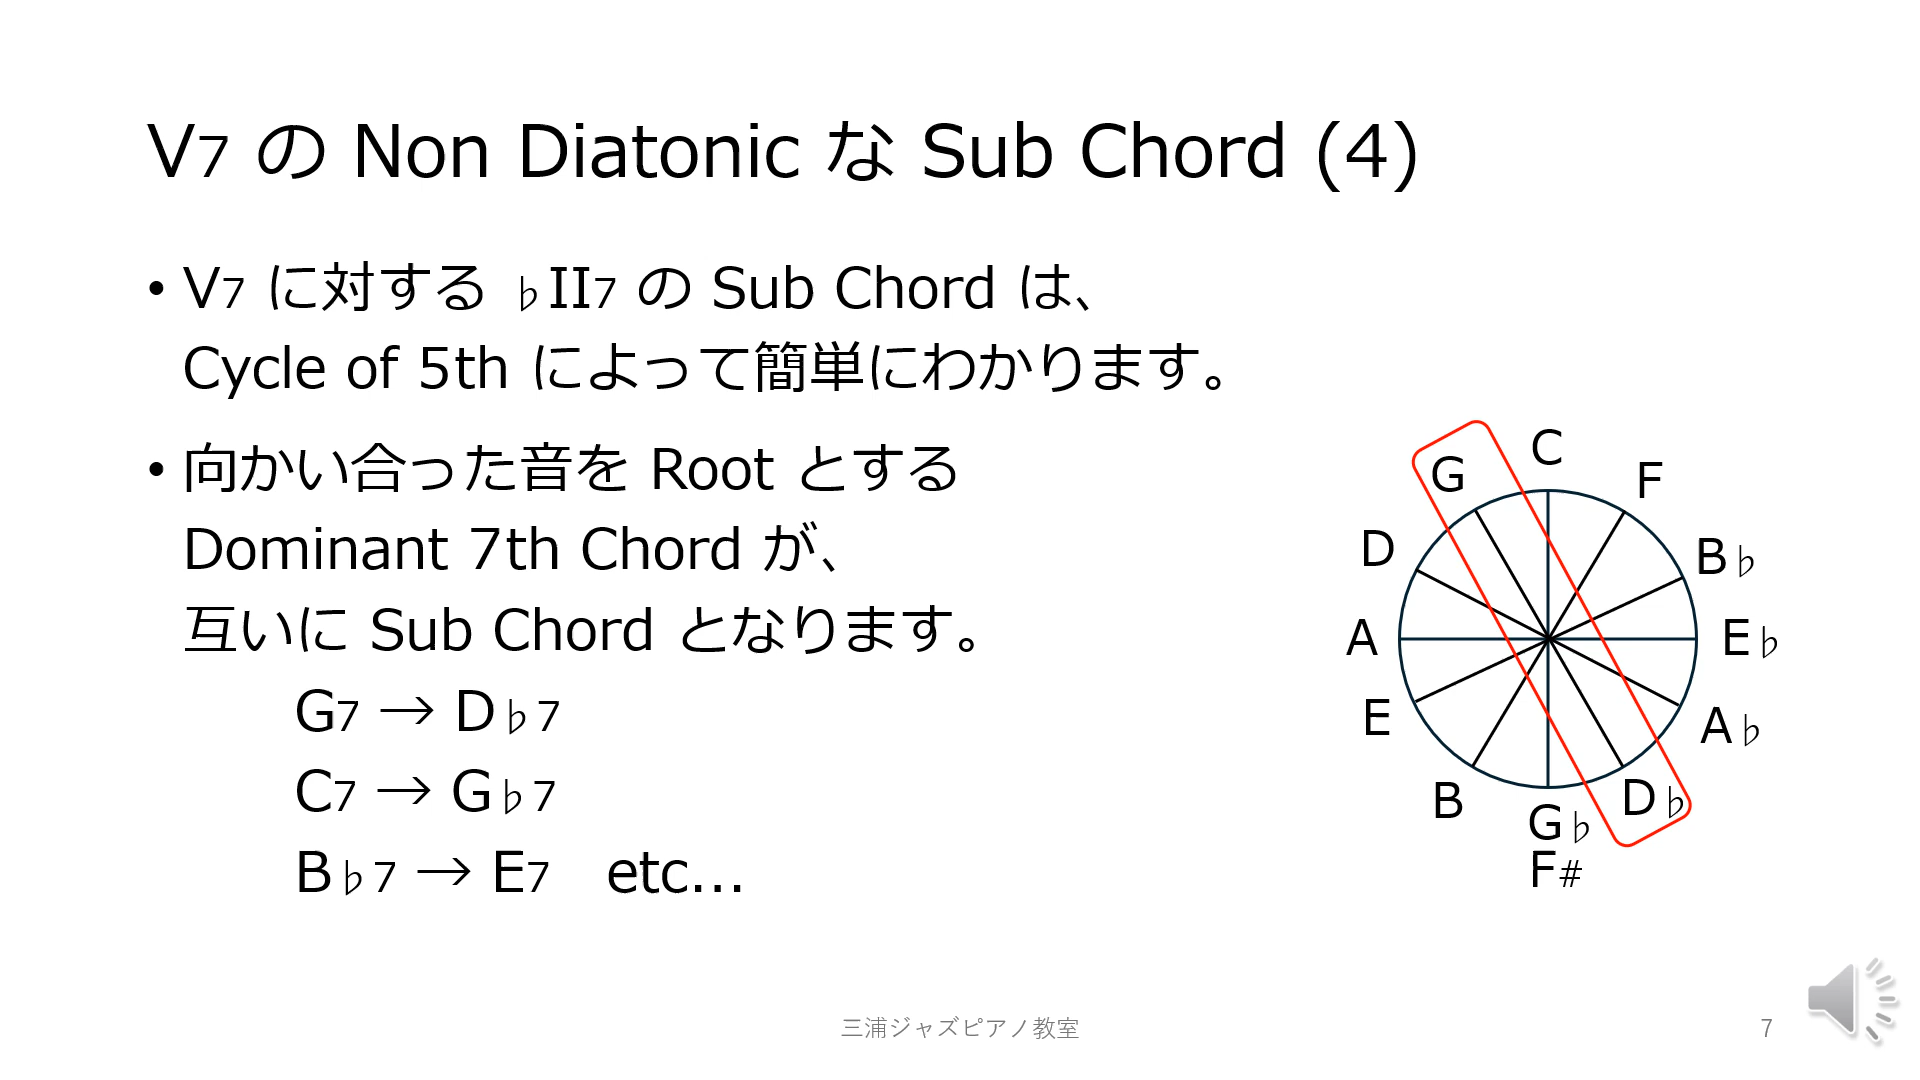 V7 の Non Diatonic な Sub Chord (4)
• V7 に対する ♭II7 の Sub Chord は、
Cycle of 5th によって簡単にわかります。
• 向かい合った音を Root とする
Dominant 7th Chord が、
互いに Sub Chord となります。
G7 → D♭7
C7 → G♭7
B♭7 → E7 etc…
C
F
B♭
E♭
A♭
D♭
G♭
F#
B
E
A
D
G
三浦ジャズピアノ教室
7